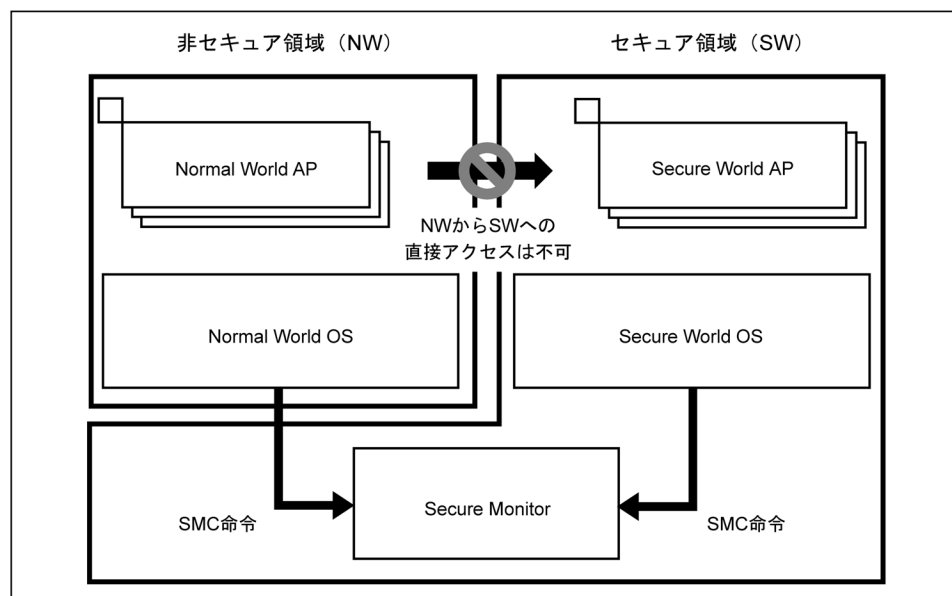 非セキュア領域（NW）
セキュア領域（SW）
Normal World AP
Secure World AP
NWからSWへの
直接アクセスは不可
Normal World OS
Secure World OS
Secure Monitor
SMC命令
SMC命令